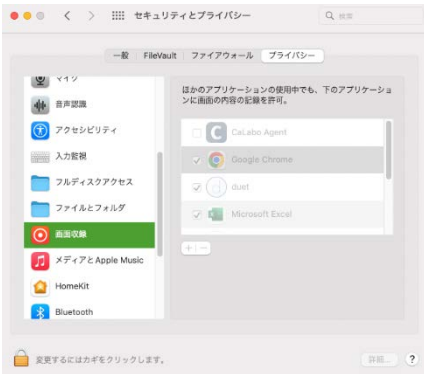 セキュリティとプライバシー
検索
一般 FileVault ファイアウォール プライバシー
マイク
音声認識
アクセシビリティ
入力監視
フルディスクアクセス
ファイルとフォルダ
画面収録
メディアと Apple Music
HomeKit
Bluetooth
ほかのアプリケーションの使用中でも、下のアプリケーショ
ンに画面の内容の記録を許可。
CaLabo Agent
Google Chrome
duet
Microsoft Excel
変更するにはカギをクリックします。
詳細...
?